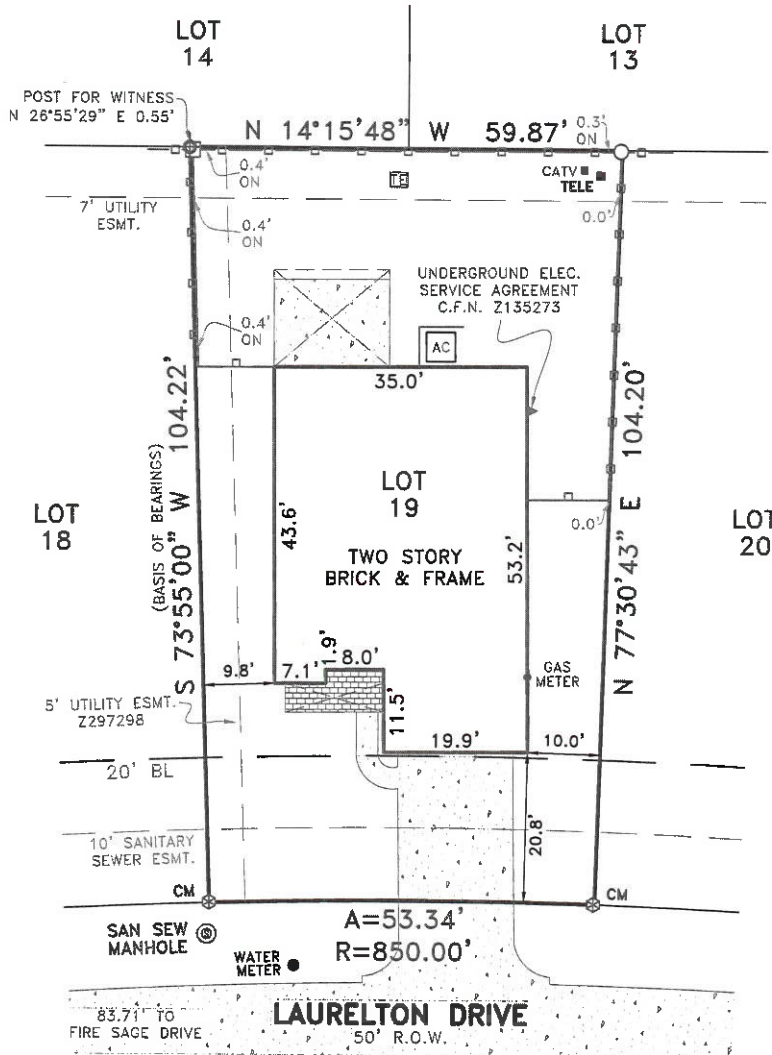 LOT
14
LOT
13
POST FOR WITNESS
N 26°55'29" E 0.55'
N 14°15'48" W 59.87'
0.3'
ON
0.4'
ON
CATV
TELE
TE
7' UTILITY
ESMT.
0.4'
ON
0.0'
UNDERGROUND ELEC.
SERVICE AGREEMENT
C.F.N. Z135273
0.4'
ON
AC
35.0'
S 73°55'00" W 104.22'
(BASIS OF BEARINGS)
N 77°30'43" E 104.20'
LOT
18
LOT
19
LOT
20
43.6'
53.2'
0.0'
TWO STORY
BRICK & FRAME
9.8'
7.1'
1.9'
8.0'
GAS
METER
11.5'
5' UTILITY ESMT.
Z297298
19.9'
10.0'
20' BL
20.8'
10' SANITARY
SEWER ESMT.
CM
CM
SAN SEW
MANHOLE
S
A=53.34'
R=850.00'
WATER
METER
83.71' TO
FIRE SAGE DRIVE
LAURELTON DRIVE
50' R.O.W.